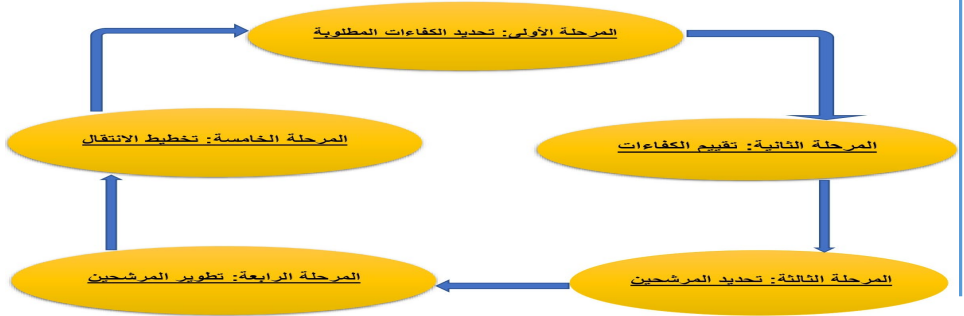 المرحلة الأولى: تحديد الكفاءات المطلوبة
المرحلة الثانية: تقييم الكفاءات
المرحلة الثالثة: تحديد المرشحين
المرحلة الرابعة: تطوير المرشحين
المرحلة الخامسة: تخطيط الانتقال